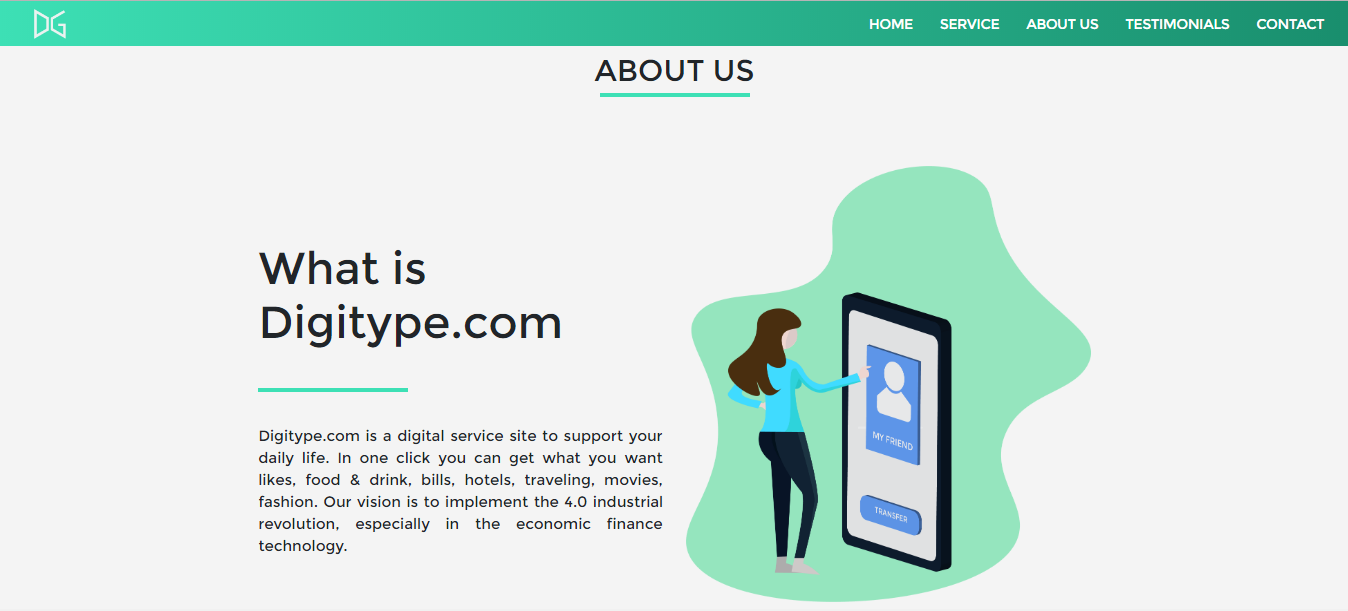 DG
HOME SERVICE ABOUT US TESTIMONIALS CONTACT
ABOUT US
What is
Digitype.com
Digitype.com is a digital service site to support your
daily life. In one click you can get what you want
likes, food & drink, bills, hotels, traveling, movies,
fashion. Our vision is to implement the 4.0 industrial
revolution, especially in the economic finance
technology.
MY FRIEND
TRANSFER